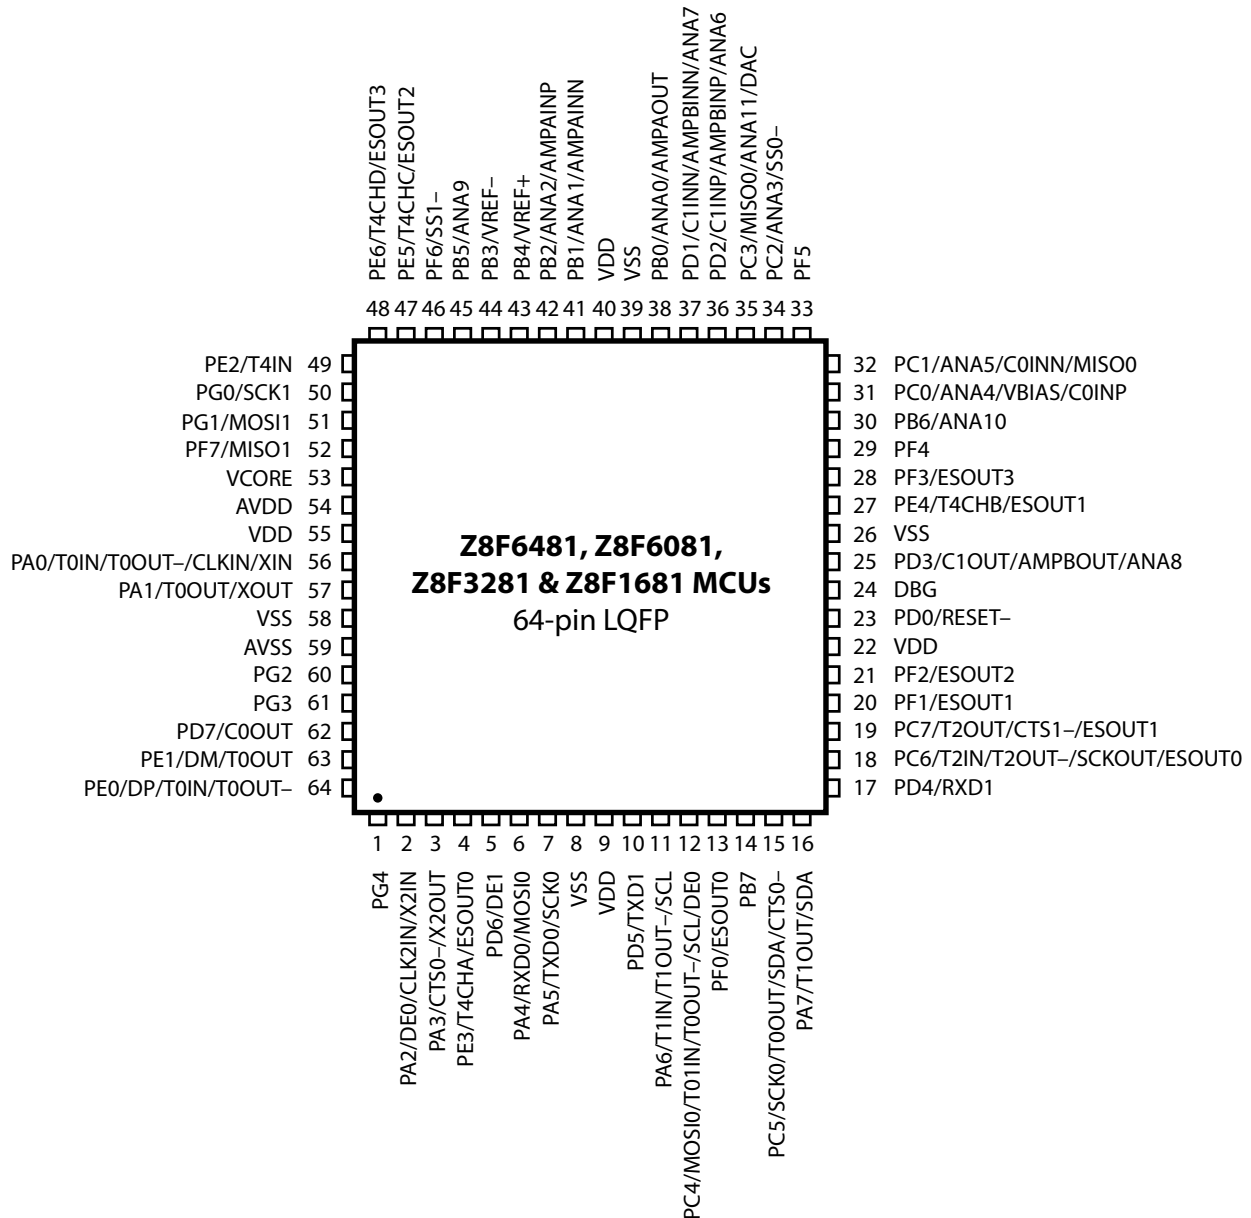 PE6/T4CHD/ESOUT3
PE5/T4CHC/ESOUT2
PF6/SS1–
PB5/ANA9
PB3/VREF–
PB4/VREF+
PB2/ANA2/AMPAINP
PB1/ANA1/AMPAINN
VDD
VSS
PB0/ANA0/AMPAOUT
PD1/C1INN/AMPBINN/ANA7
PD2/C1INP/AMPBINP/ANA6
PC3/MISO0/ANA11/DAC
PC2/ANA3/SS0–
PF5
48 47 46 45 44 43 42 41 40 39 38 37 36 35 34 33
PE2/T4IN 49
PG0/SCK1 50
PG1/MOSI1 51
PF7/MISO1 52
VCORE 53
AVDD 54
VDD 55
PA0/T0IN/T0OUT–/CLKIN/XIN 56
PA1/T0OUT/XOUT 57
VSS 58
AVSS 59
PG2 60
PG3 61
PD7/C0OUT 62
PE1/DM/T0OUT 63
PE0/DP/T0IN/T0OUT– 64
Z8F6481, Z8F6081,
Z8F3281 & Z8F1681 MCUs
64-pin LQFP
32 PC1/ANA5/C0INN/MISO0
31 PC0/ANA4/VBIAS/C0INP
30 PB6/ANA10
29 PF4
28 PF3/ESOUT3
27 PE4/T4CHB/ESOUT1
26 VSS
25 PD3/C1OUT/AMPBOUT/ANA8
24 DBG
23 PD0/RESET–
22 VDD
21 PF2/ESOUT2
20 PF1/ESOUT1
19 PC7/T2OUT/CTS1–/ESOUT1
18 PC6/T2IN/T2OUT–/SCKOUT/ESOUT0
17 PD4/RXD1
1 2 3 4 5 6 7 8 9 10 11 12 13 14 15 16
PG4
PA2/DE0/CLK2IN/X2IN
PA3/CTS0–/X2OUT
PE3/T4CHA/ESOUT0
PD6/DE1
PA4/RXD0/MOSI0
PA5/TXD0/SCK0
VSS
VDD
PD5/TXD1
PA6/T1IN/T1OUT–/SCL
PC4/MOSI0/T01IN/T0OUT–/SCL/DE0
PF0/ESOUT0
PB7
PC5/SCK0/T0OUT/SDA/CTS0–
PA7/T1OUT/SDA